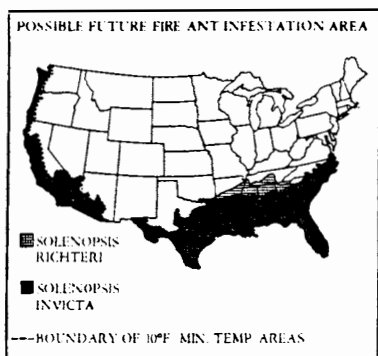 POSSIBLE FUTURE FIRE ANT INFESTATION AREA
SOLENOPSIS
RICHTERI
SOLENOPSIS
INVICTA
---BOUNDARY OF 10°F MIN. TEMP AREAS